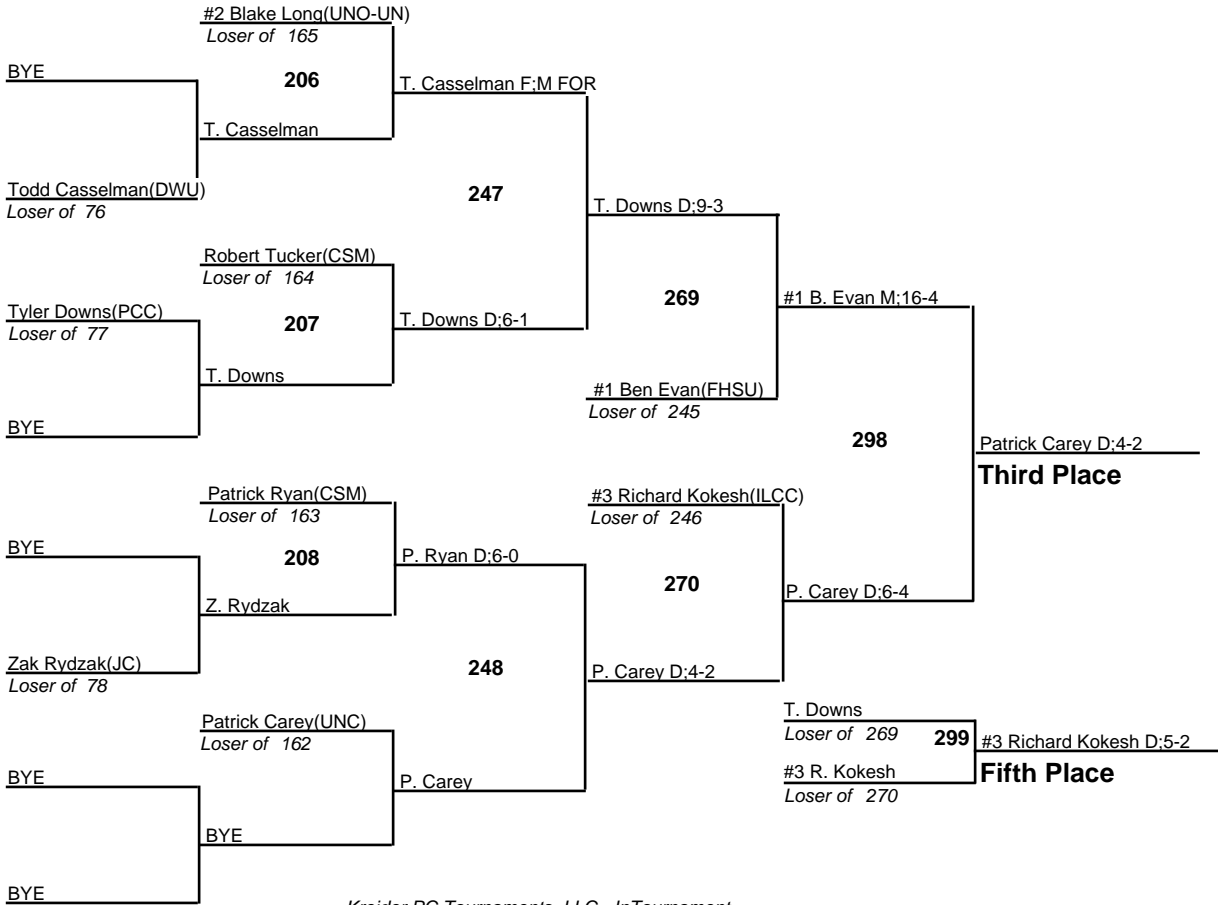 #2 Blake Long(UNO-UN)
Loser of 165
BYE
206
T. Casselman F;M FOR
T. Casselman
Todd Casselman(DWU)
Loser of 76
247
T. Downs D;9-3
Robert Tucker(CSM)
Loser of 164
Tyler Downs(PCC)
Loser of 77
207
T. Downs D;6-1
269
#1 B. Evan M;16-4
T. Downs
#1 Ben Evan(FHSU)
Loser of 245
BYE
298
Patrick Carey D;4-2
Third Place
Patrick Ryan(CSM)
Loser of 163
#3 Richard Kokesh(ILCC)
Loser of 246
BYE
208
P. Ryan D;6-0
270
P. Carey D;6-4
Z. Rydzak
Zak Rydzak(JC)
Loser of 78
248
P. Carey D;4-2
Patrick Carey(UNC)
Loser of 162
T. Downs
Loser of 269
299
#3 Richard Kokesh D;5-2
Fifth Place
BYE
P. Carey
#3 R. Kokesh
Loser of 270
BYE
BYE